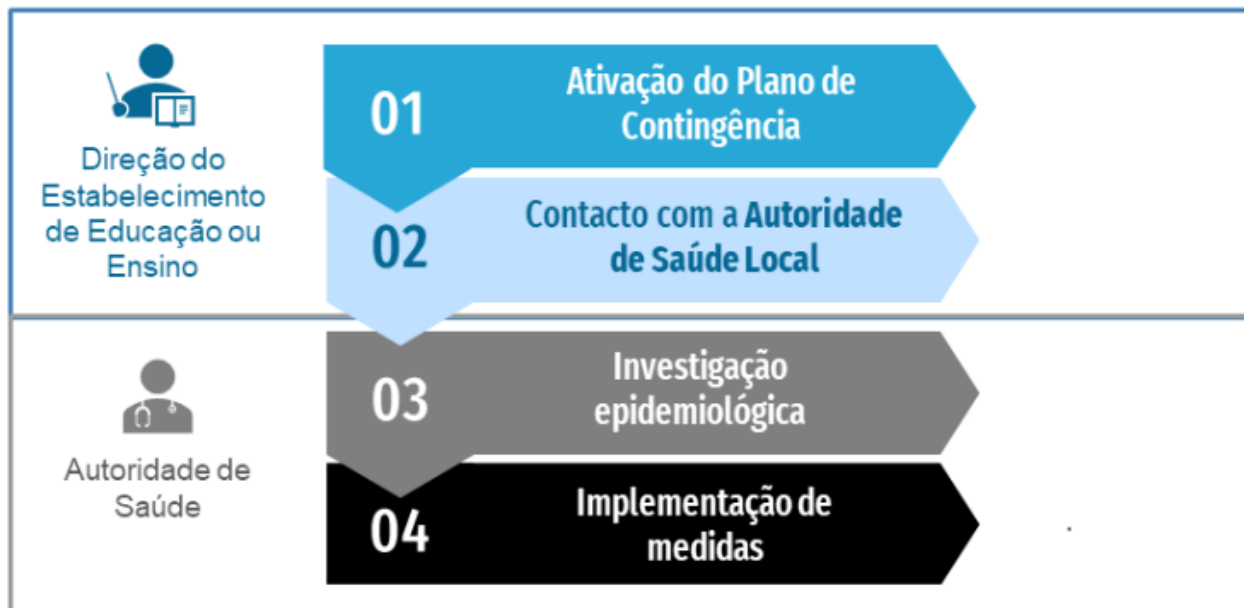 Direção do
Estabelecimento
de Educação ou
Ensino
01
Ativação do Plano de
Contingência
02
Contacto com a Autoridade
de Saúde Local
Autoridade de
Saúde
03
Investigação
epidemiológica
04
Implementação de
medidas